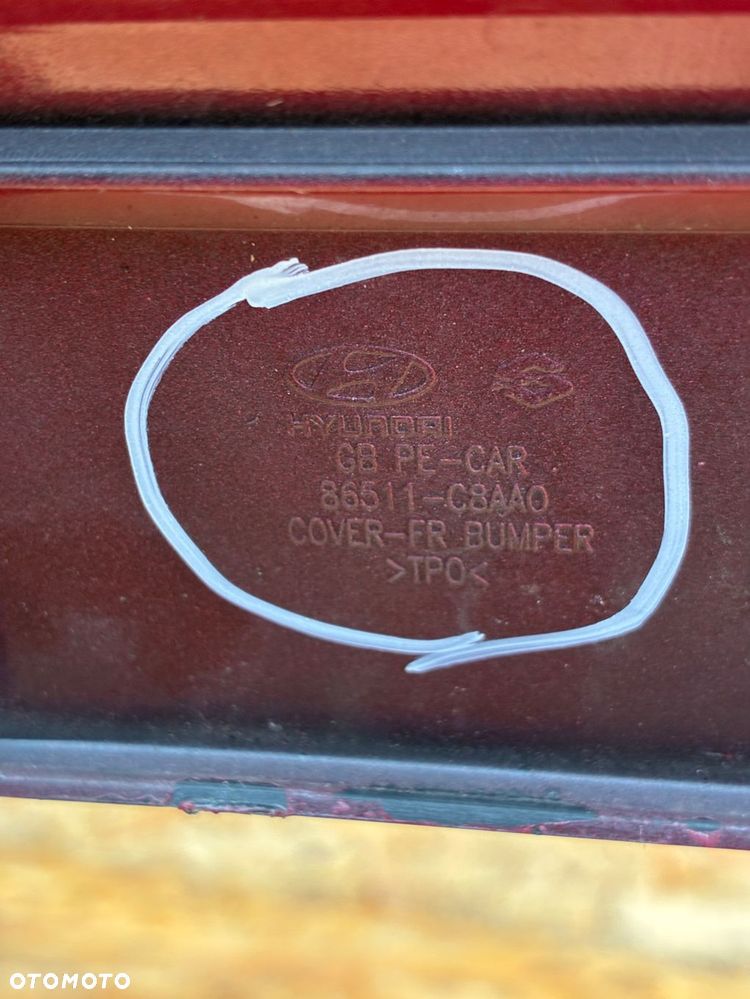 HYUNDAI
GB PE-CAR
86511-C8AA0
COVER-FR BUMPER
>TPO<
OTOMOTO